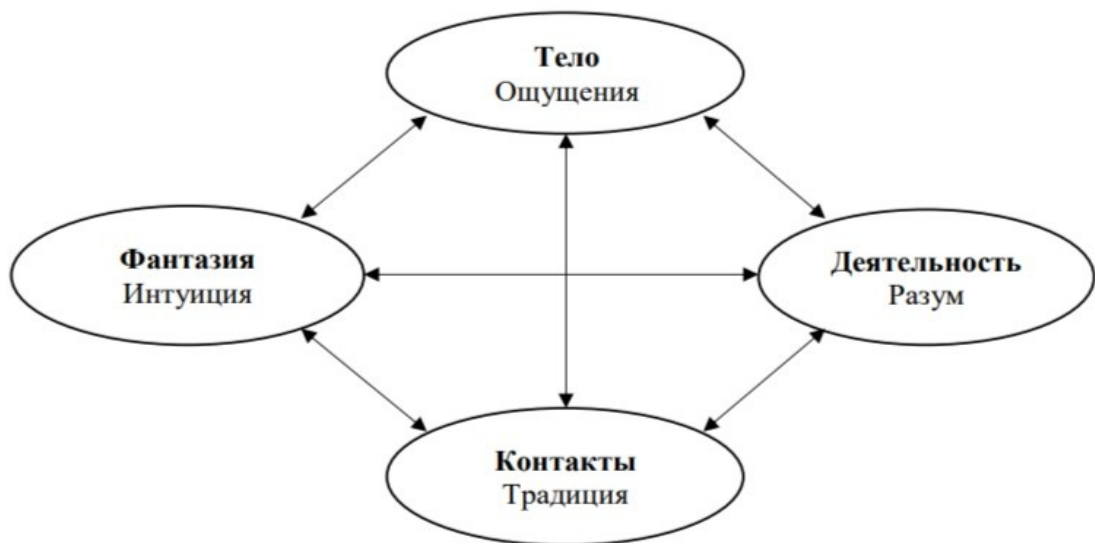 Тело
Ощущения
Фантазия
Интуиция
Деятельность
Разум
Контакты
Традиция